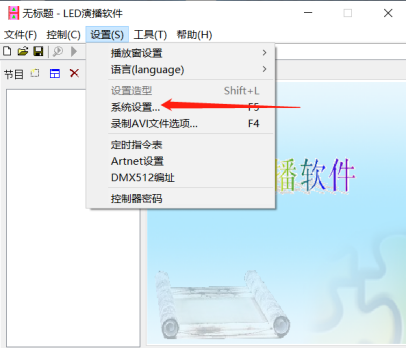 无标题 - LED演播软件
文件(F) 控制(C) 设置(S) 工具(T) 帮助(H)
节目
播放窗设置
语言(language)
设置造型 Shift+L
系统设置... F5
录制AVI文件选项... F4
定时指令表
Artnet设置
DMX512编址
控制器密码
播软件